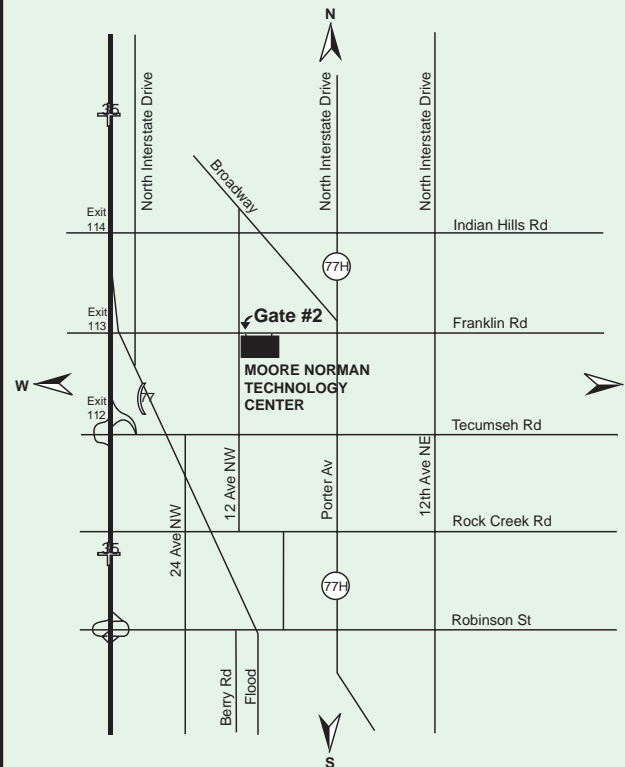 N
35
North Interstate Drive
North Interstate Drive
North Interstate Drive
Broadway
Exit
114
Indian Hills Rd
77H
Gate #2
Exit
113
Franklin Rd
MOORE NORMAN
TECHNOLOGY
CENTER
W
77
Exit
112
Tecumseh Rd
12 Ave NW
Porter Av
12th Ave NE
24 Ave NW
Rock Creek Rd
35
77H
Robinson St
Berry Rd
Flood
S